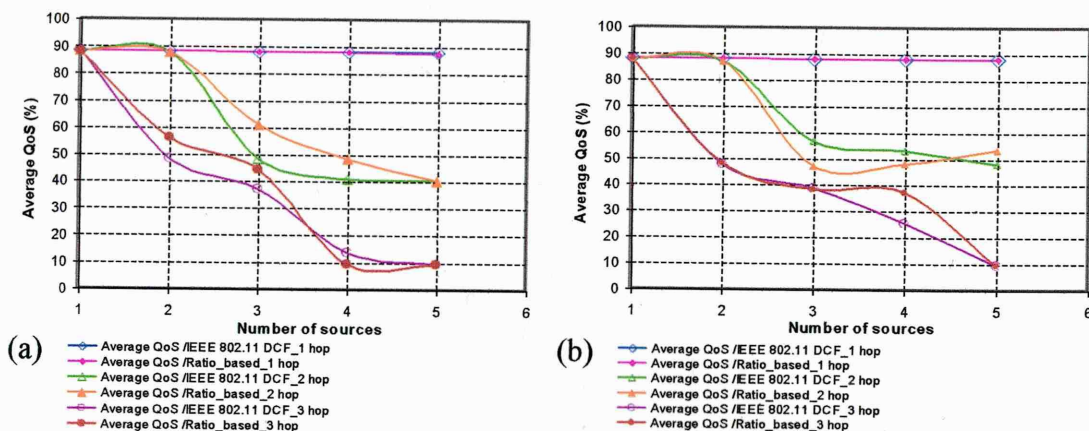 Average QoS (%)
100
90
80
70
60
50
40
30
20
10
0
1 2 3 4 5 6
Number of sources
(a)
Average QoS /IEEE 802.11 DCF_1 hop
Average QoS /Ratio_based_1 hop
Average QoS /IEEE 802.11 DCF_2 hop
Average QoS /Ratio_based_2 hop
Average QoS /IEEE 802.11 DCF_3 hop
Average QoS /Ratio_based_3 hop
Average QoS (%)
100
90
80
70
60
50
40
30
20
10
0
1 2 3 4 5 6
Number of sources
(b)
Average QoS /IEEE 802.11 DCF_1 hop
Average QoS /Ratio_based_1 hop
Average QoS /IEEE 802.11 DCF_2 hop
Average QoS /Ratio_based_2 hop
Average QoS /IEEE 802.11 DCF_3 hop
Average QoS /Ratio_based_3 hop